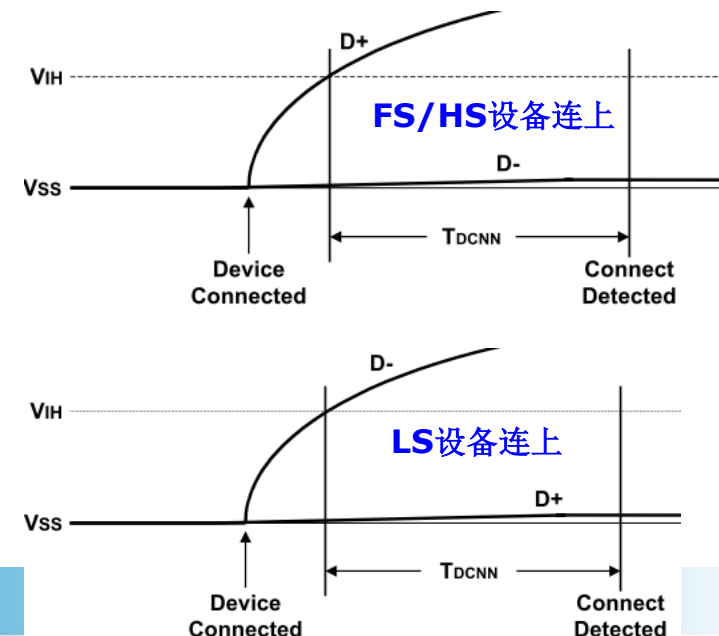 D+
VIH
FS/HS设备连上
D-
VSS
TDCNN
Device
Connected
Connect
Detected
D-
VIH
LS设备连上
D+
VSS
TDCNN
Device
Connected
Connect
Detected